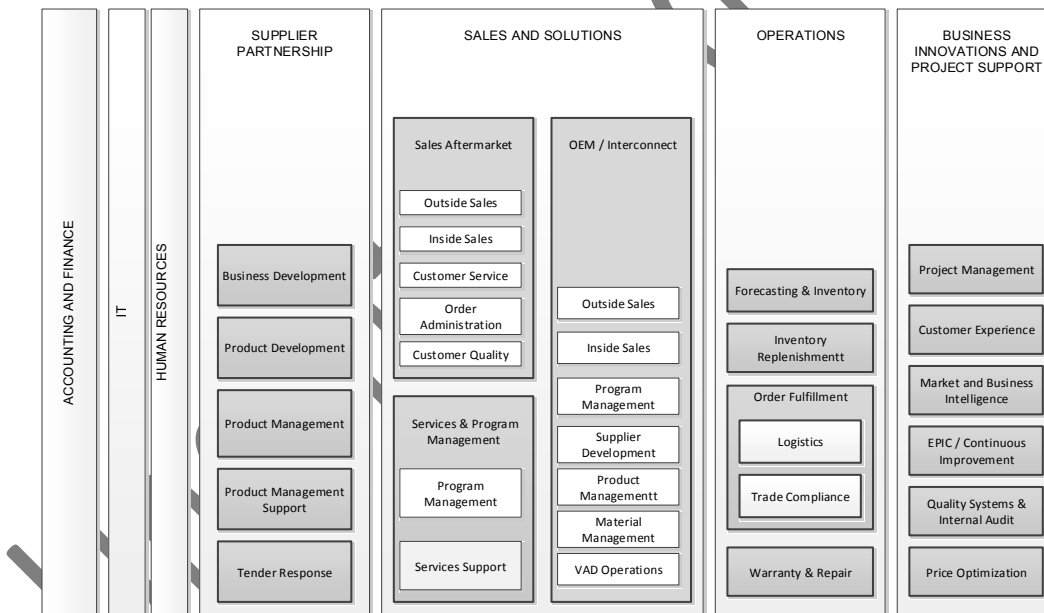 ACCOUNTING AND FINANCE
IT
HUMAN RESOURCES
SUPPLIER
PARTNERSHIP
Business Development
Product Development
Product Management
Product Management
Support
Tender Response
SALES AND SOLUTIONS
Sales Aftermarket
Outside Sales
Inside Sales
Customer Service
Order
Administration
Customer Quality
Services & Program
Management
Program
Management
Services Support
OEM / Interconnect
Outside Sales
Inside Sales
Program
Management
Supplier
Development
Product
Managementt
Material
Management
VAD Operations
OPERATIONS
Forecasting & Inventory
Inventory
Replenishmentt
Order Fulfillment
Logistics
Trade Compliance
Warranty & Repair
BUSINESS
INNOVATIONS AND
PROJECT SUPPORT
Project Management
Customer Experience
Market and Business
Intelligence
EPIC / Continuous
Improvement
Quality Systems &
Internal Audit
Price Optimization